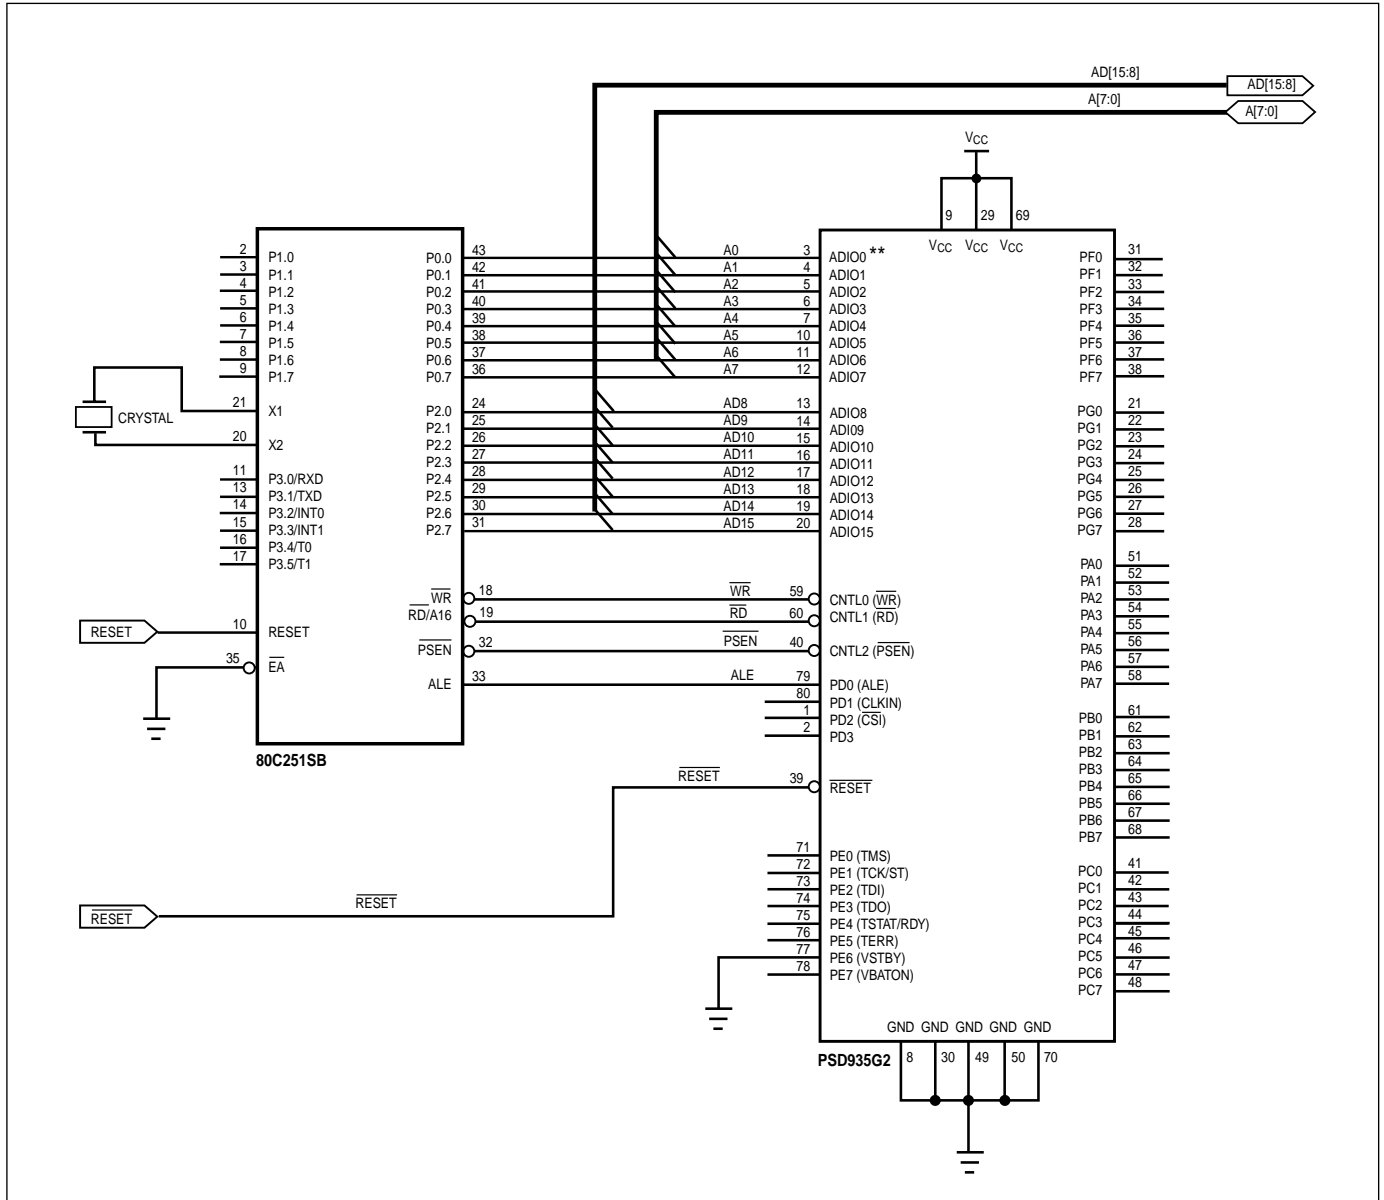 AD[15:8]
AD[15:8]
A[7:0]
A[7:0]
VCC
9 29 69
VCC VCC VCC
2 P1.0
3 P1.1
4 P1.2
5 P1.3
6 P1.4
7 P1.5
8 P1.6
9 P1.7
21 X1
CRYSTAL
20 X2
11 P3.0/RXD
13 P3.1/TXD
14 P3.2/INT0
15 P3.3/INT1
16 P3.4/T0
17 P3.5/T1
RESET
10 RESET
35 EA
P0.0 43
P0.1 42
P0.2 41
P0.3 40
P0.4 39
P0.5 38
P0.6 37
P0.7 36
P2.0 24
P2.1 25
P2.2 26
P2.3 27
P2.4 28
P2.5 29
P2.6 30
P2.7 31
WR 18
RD/A16 19
PSEN 32
ALE 33
80C251SB
A0 3 ADIO0 **
A1 4 ADIO1
A2 5 ADIO2
A3 6 ADIO3
A4 7 ADIO4
A5 10 ADIO5
A6 11 ADIO6
A7 12 ADIO7
AD8 13 ADIO8
AD9 14 ADI09
AD10 15 ADIO10
AD11 16 ADIO11
AD12 17 ADIO12
AD13 18 ADIO13
AD14 19 ADIO14
AD15 20 ADIO15
WR 59 CNTL0 (WR)
RD 60 CNTL1 (RD)
PSEN 40 CNTL2 (PSEN)
ALE 79 PD0 (ALE)
80 PD1 (CLKIN)
1 PD2 (CSI)
2 PD3
RESET 39 RESET
RESET
RESET
71 PE0 (TMS)
72 PE1 (TCK/ST)
73 PE2 (TDI)
74 PE3 (TDO)
75 PE4 (TSTAT/RDY)
76 PE5 (TERR)
77 PE6 (VSTBY)
78 PE7 (VBATON)
PF0 31
PF1 32
PF2 33
PF3 34
PF4 35
PF5 36
PF6 37
PF7 38
PG0 21
PG1 22
PG2 23
PG3 24
PG4 25
PG5 26
PG6 27
PG7 28
PA0 51
PA1 52
PA2 53
PA3 54
PA4 55
PA5 56
PA6 57
PA7 58
PB0 61
PB1 62
PB2 63
PB3 64
PB4 65
PB5 66
PB6 67
PB7 68
PC0 41
PC1 42
PC2 43
PC3 44
PC4 45
PC5 46
PC6 47
PC7 48
GND GND GND GND GND
8 30 49 50 70
PSD935G2